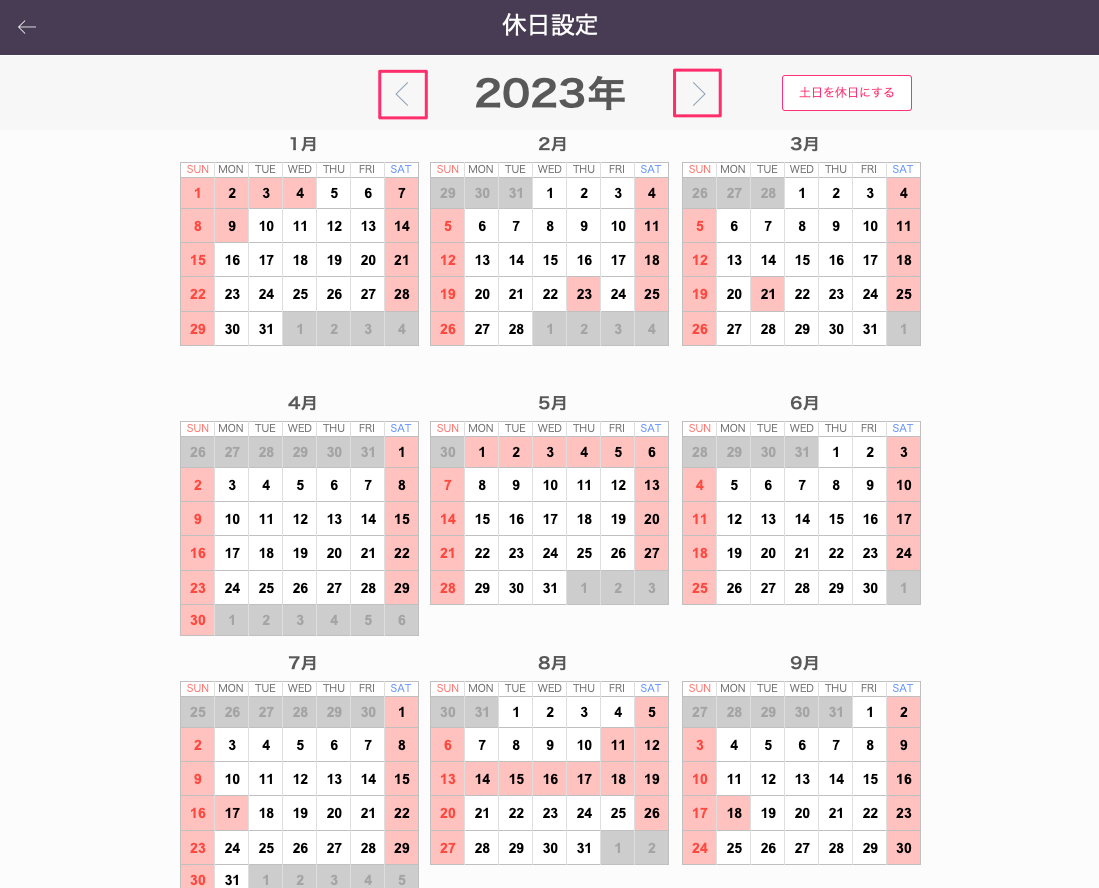 休日設定
2023年
土日を休日にする
1月
SUN MON TUE WED THU FRI SAT
1 2 3 4 5 6 7
8 9 10 11 12 13 14
15 16 17 18 19 20 21
22 23 24 25 26 27 28
29 30 31 1 2 3 4
2月
SUN MON TUE WED THU FRI SAT
29 30 31 1 2 3 4
5 6 7 8 9 10 11
12 13 14 15 16 17 18
19 20 21 22 23 24 25
26 27 28 1 2 3 4
3月
SUN MON TUE WED THU FRI SAT
26 27 28 1 2 3 4
5 6 7 8 9 10 11
12 13 14 15 16 17 18
19 20 21 22 23 24 25
26 27 28 29 30 31 1
4月
SUN MON TUE WED THU FRI SAT
26 27 28 29 30 31 1
2 3 4 5 6 7 8
9 10 11 12 13 14 15
16 17 18 19 20 21 22
23 24 25 26 27 28 29
30 1 2 3 4 5 6
5月
SUN MON TUE WED THU FRI SAT
30 1 2 3 4 5 6
7 8 9 10 11 12 13
14 15 16 17 18 19 20
21 22 23 24 25 26 27
28 29 30 31 1 2 3
6月
SUN MON TUE WED THU FRI SAT
28 29 30 31 1 2 3
4 5 6 7 8 9 10
11 12 13 14 15 16 17
18 19 20 21 22 23 24
25 26 27 28 29 30 1
7月
SUN MON TUE WED THU FRI SAT
25 26 27 28 29 30 1
2 3 4 5 6 7 8
9 10 11 12 13 14 15
16 17 18 19 20 21 22
23 24 25 26 27 28 29
30 31 1 2 3 4 5
8月
SUN MON TUE WED THU FRI SAT
30 31 1 2 3 4 5
6 7 8 9 10 11 12
13 14 15 16 17 18 19
20 21 22 23 24 25 26
27 28 29 30 31 1 2
9月
SUN MON TUE WED THU FRI SAT
27 28 29 30 31 1 2
3 4 5 6 7 8 9
10 11 12 13 14 15 16
17 18 19 20 21 22 23
24 25 26 27 28 29 30